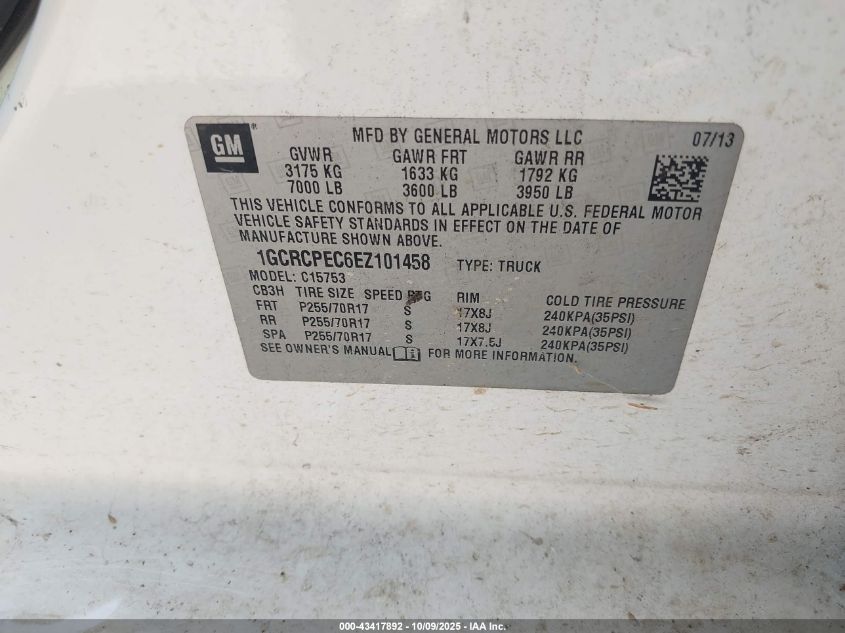 GM ®
MFD BY GENERAL MOTORS LLC 07/13
GVWR GAWR FRT GAWR RR
3175 KG 1633 KG 1792 KG
7000 LB 3600 LB 3950 LB
THIS VEHICLE CONFORMS TO ALL APPLICABLE U.S. FEDERAL MOTOR
VEHICLE SAFETY STANDARDS IN EFFECT ON THE DATE OF
MANUFACTURE SHOWN ABOVE.
1GCRCPEC6EZ101458 TYPE: TRUCK
MODEL: C15753
CB3H TIRE SIZE SPEED RTG RIM COLD TIRE PRESSURE
FRT P255/70R17 S 17X8J 240KPA(35PSI)
RR P255/70R17 S 17X8J 240KPA(35PSI)
SPA P255/70R17 S 17X7.5J 240KPA(35PSI)
SEE OWNER'S MANUAL FOR MORE INFORMATION.
000-43417892 - 10/09/2025 - IAA Inc.